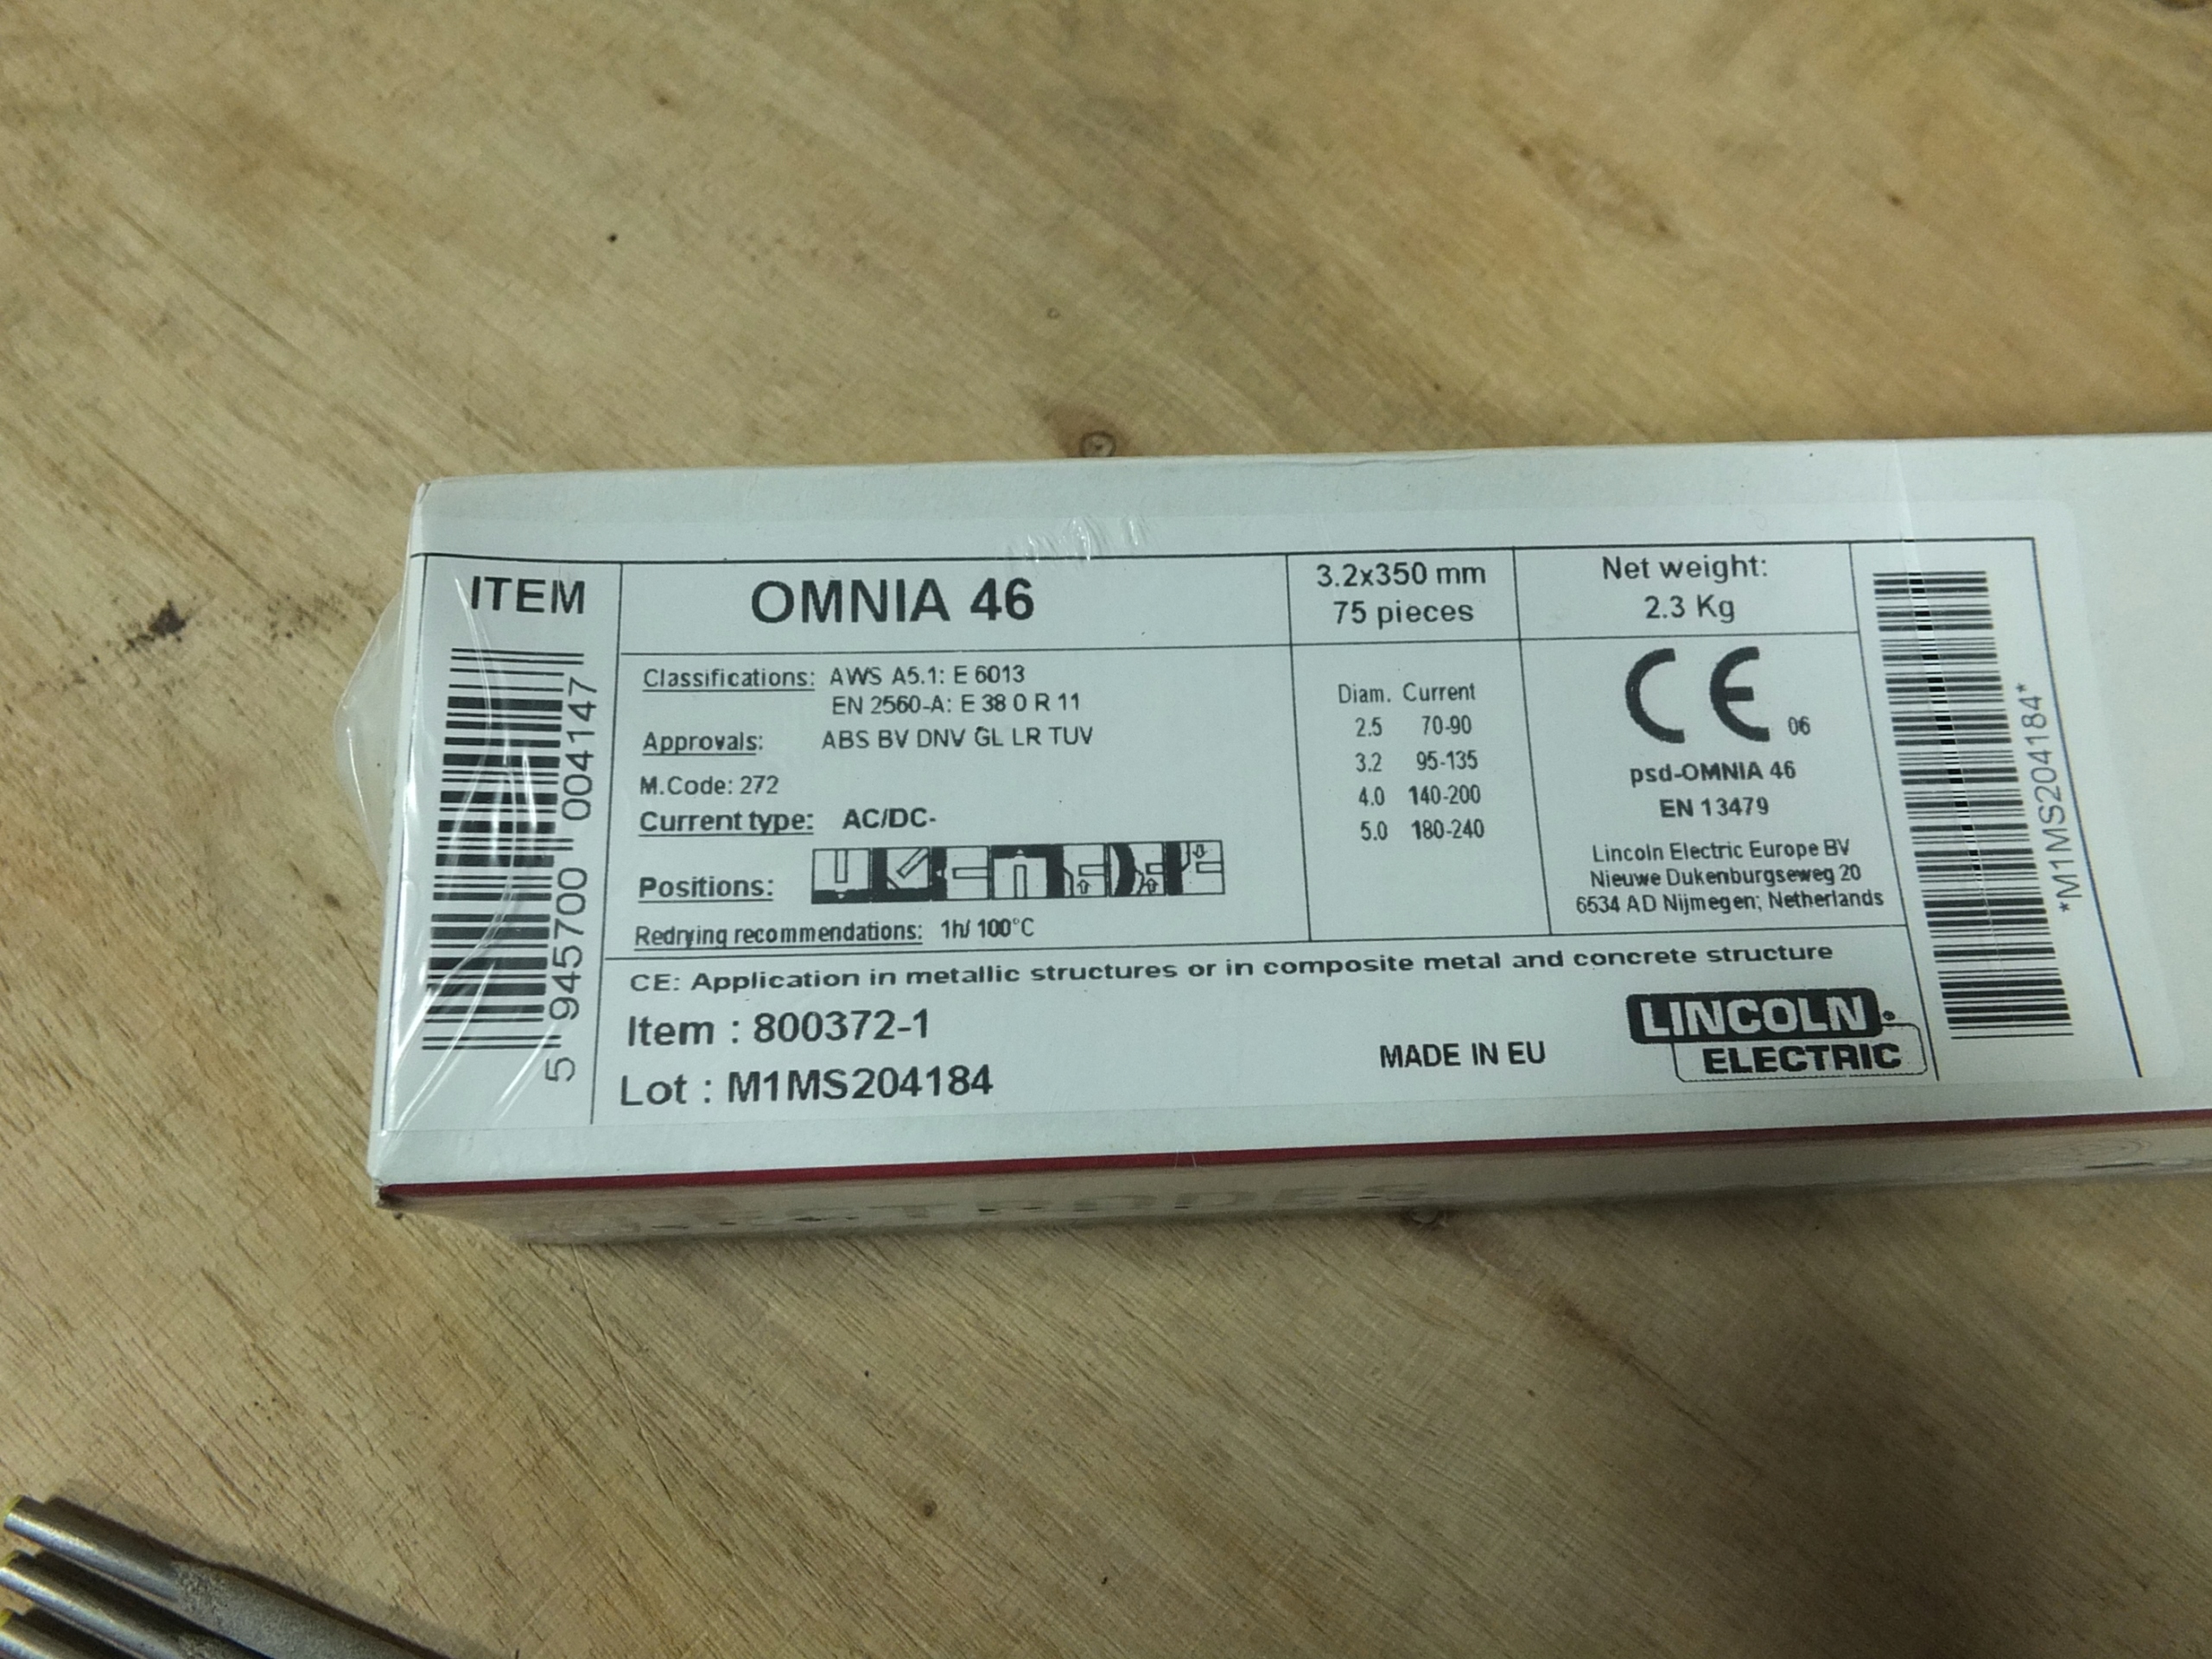 ITEM
5 945700 004147
OMNIA 46
3.2x350 mm
75 pieces
Net weight:
2.3 Kg
Classifications: AWS A5.1: E 6013
EN 2560-A: E 38 0 R 11
Approvals: ABS BV DNV GL LR TUV
M.Code: 272
Current type: AC/DC-
Positions:
Redrying recommendations: 1h/ 100°C
Diam. Current
2.5 70-90
3.2 95-135
4.0 140-200
5.0 180-240
CE 06
psd-OMNIA 46
EN 13479
Lincoln Electric Europe BV
Nieuwe Dukenburgseweg 20
6534 AD Nijmegen; Netherlands
CE: Application in metallic structures or in composite metal and concrete structure
Item : 800372-1
Lot : M1MS204184
MADE IN EU
LINCOLN
ELECTRIC
*M1MS204184*